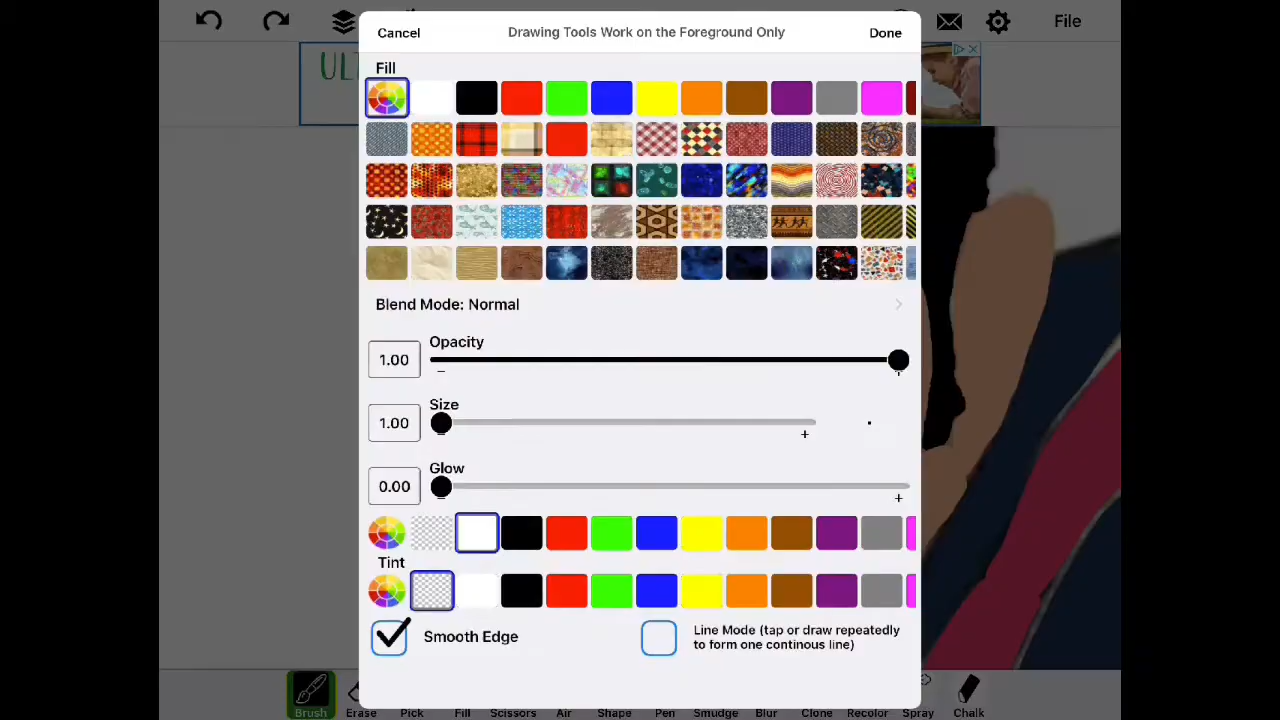 File
UL
Cancel
Drawing Tools Work on the Foreground Only
Done
Fill
Blend Mode: Normal
Opacity
1.00
Size
1.00
Glow
0.00
Tint
Smooth Edge
Line Mode (tap or draw repeatedly
to form one continous line)
Brush Erase Pick Fill Scissors Air Shape Pen Smudge Blur Clone Recolor Spray Chalk